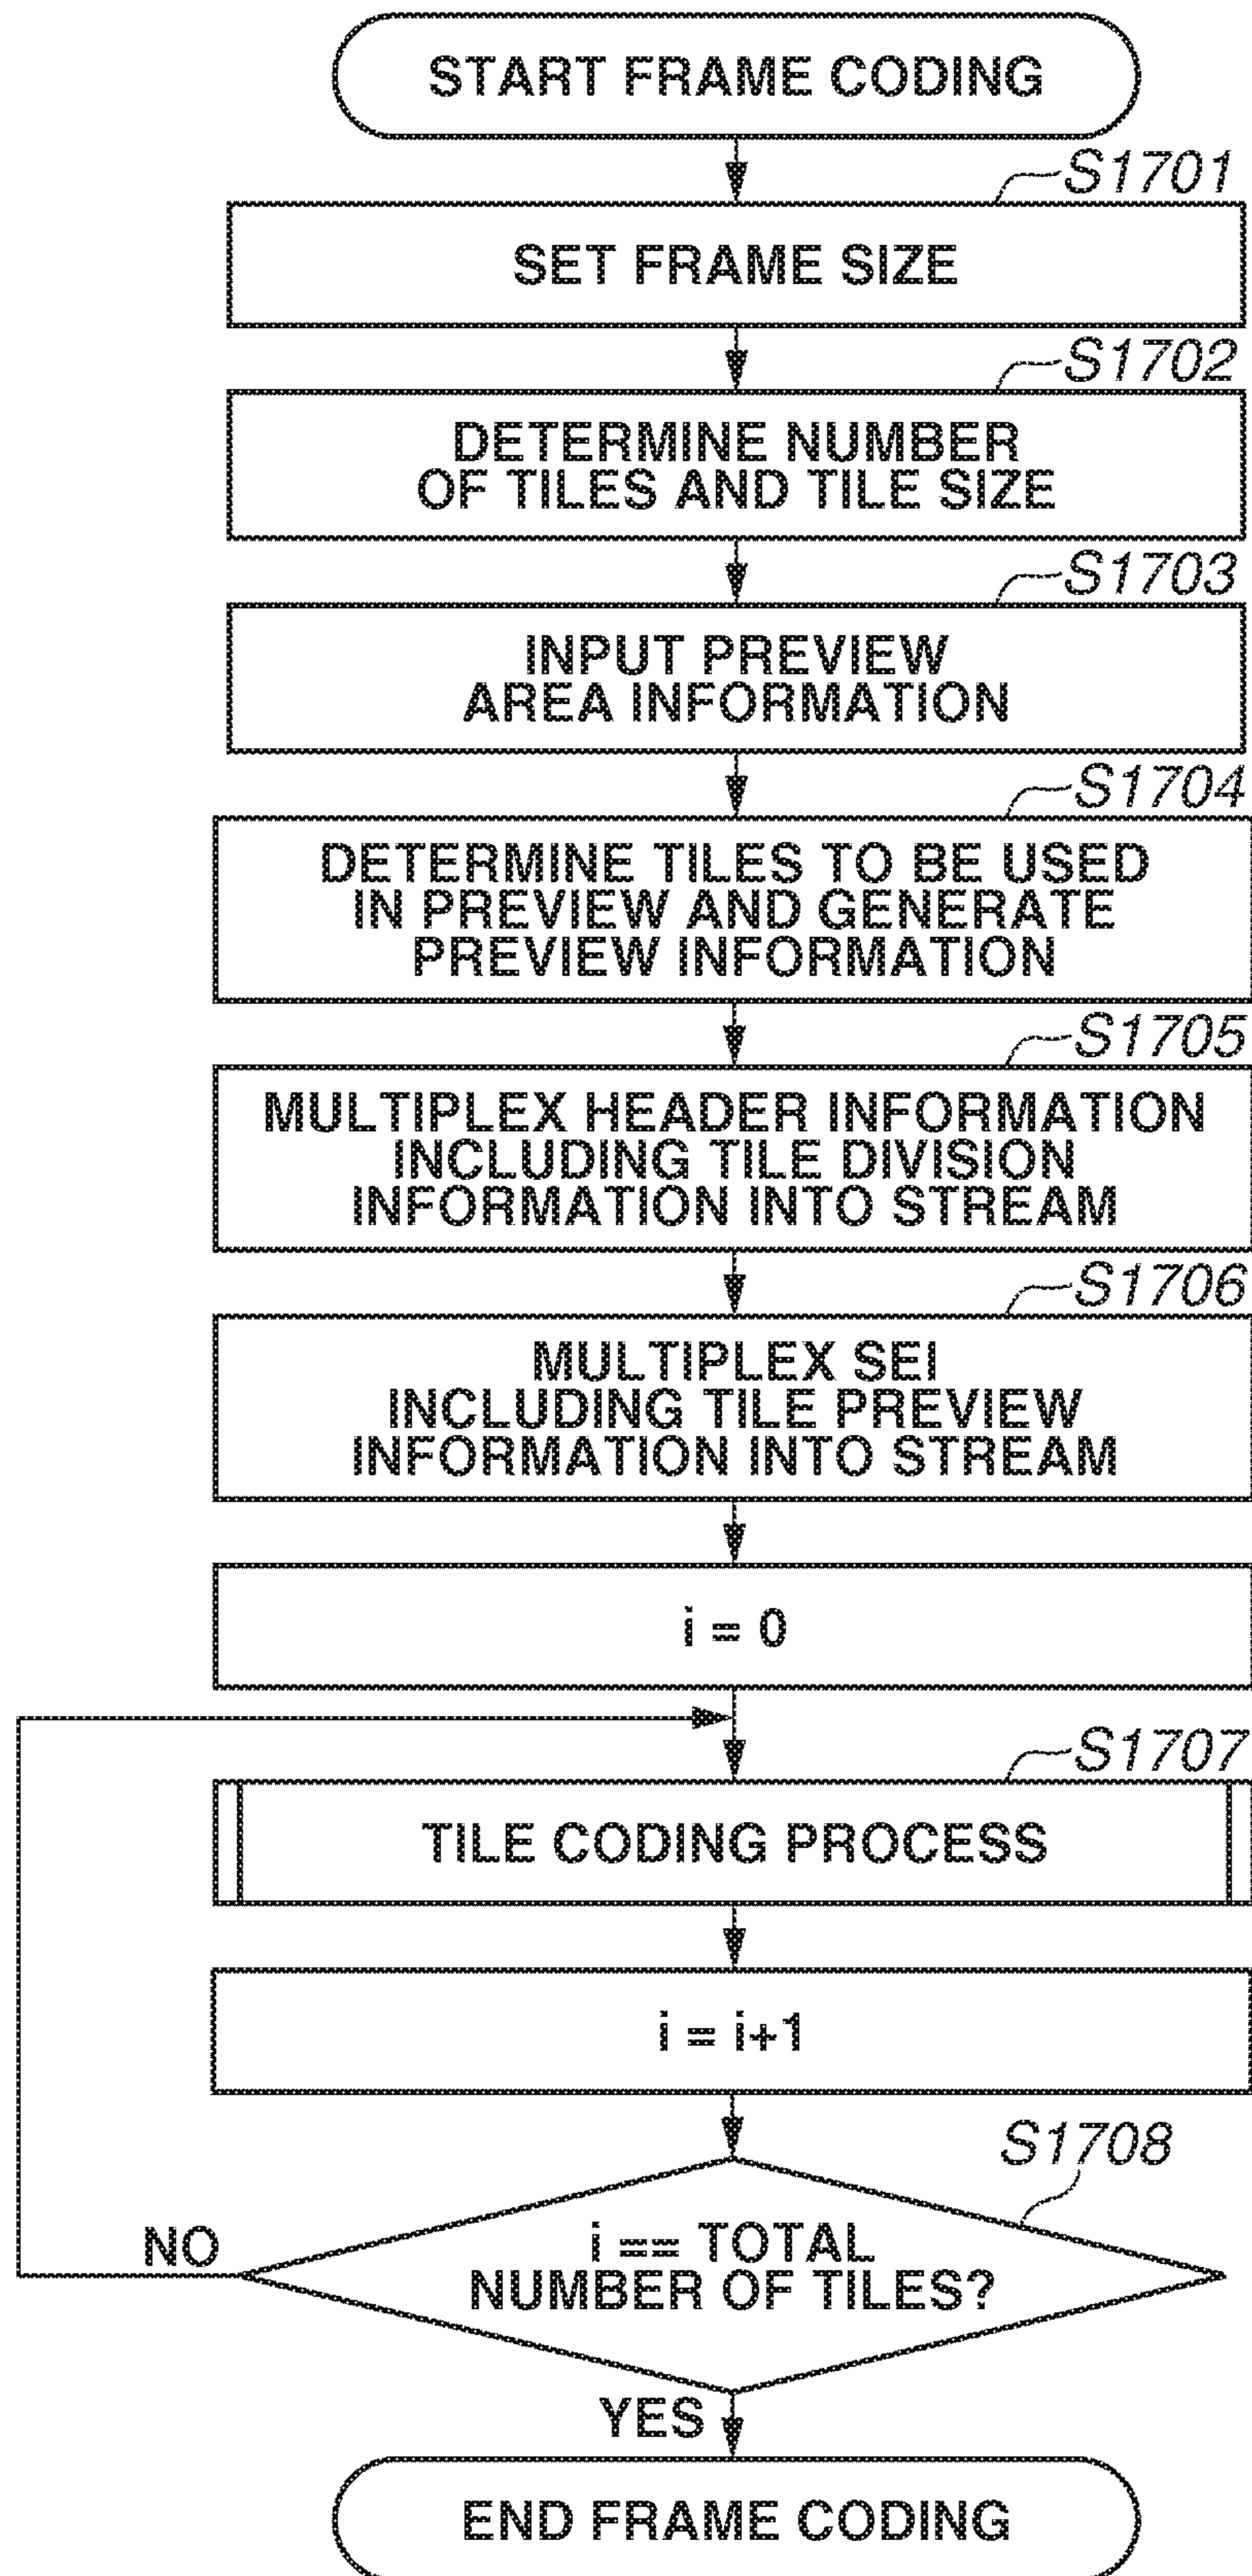 START FRAME CODING
S1701
SET FRAME SIZE
S1702
DETERMINE NUMBER
OF TILES AND TILE SIZE
S1703
INPUT PREVIEW
AREA INFORMATION
S1704
DETERMINE TILES TO BE USED
IN PREVIEW AND GENERATE
PREVIEW INFORMATION
S1705
MULTIPLEX HEADER INFORMATION
INCLUDING TILE DIVISION
INFORMATION INTO STREAM
S1706
MULTIPLEX SEI
INCLUDING TILE PREVIEW
INFORMATION INTO STREAM
i = 0
S1707
TILE CODING PROCESS
i = i+1
S1708
i == TOTAL
NUMBER OF TILES?
NO
YES
END FRAME CODING